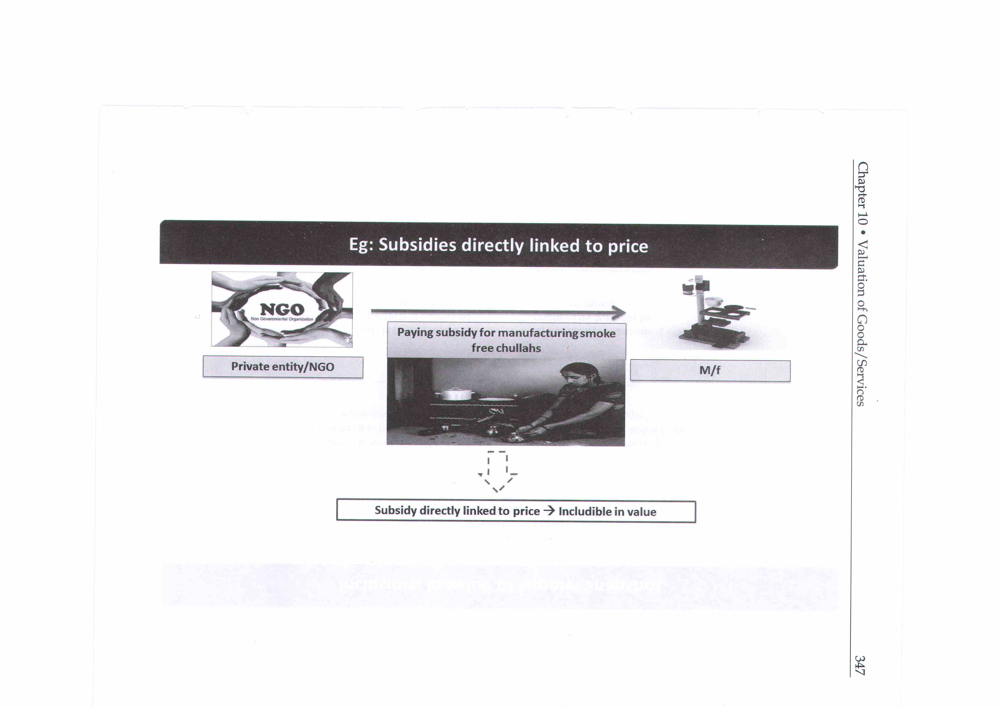 Chapter 10 • Valuation of Goods/Services
347
Eg: Subsidies directly linked to price
NGO
Non Governmental Organization
Private entity/NGO
Paying subsidy for manufacturing smoke
free chullahs
M/f
Subsidy directly linked to price → Includible in value